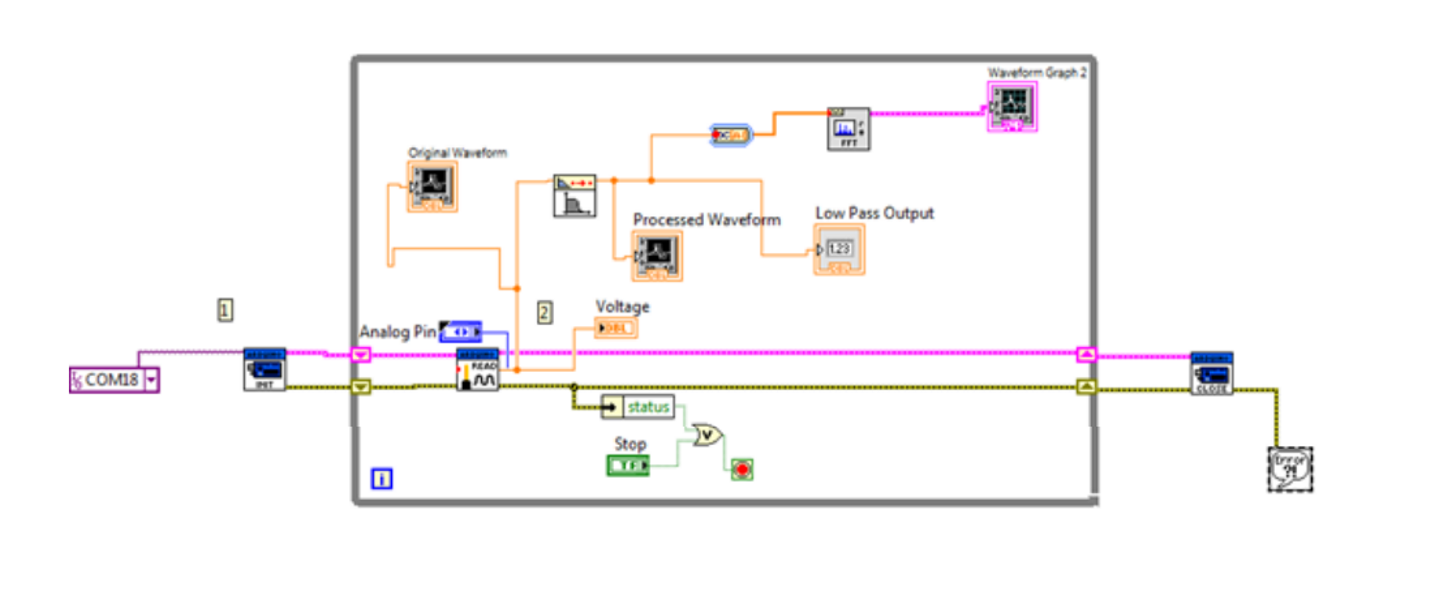 Waveform Graph 2
Original Waveform
FFT
Processed Waveform
Low Pass Output
1.23
1
2
Voltage
DBL
Analog Pin
COM18
INIT
READ
CLOSE
status
Stop
TF
i
Error
?!